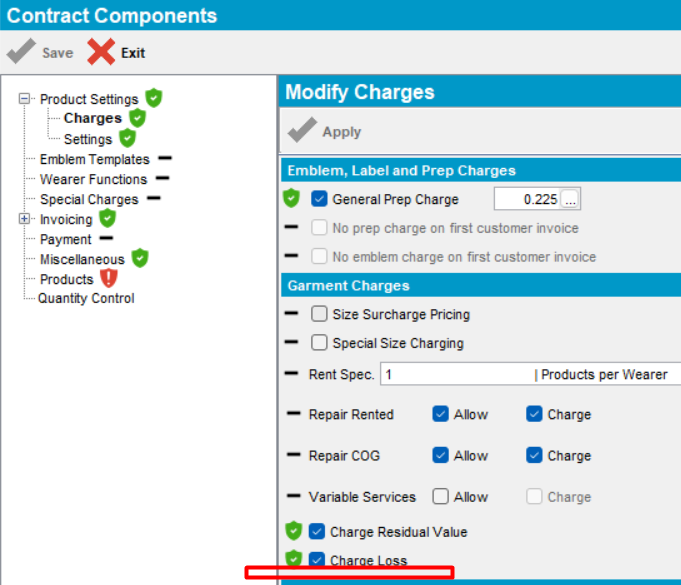 Contract Components
Save Exit
Product Settings
Charges
Settings
Emblem Templates
Wearer Functions
Special Charges
Invoicing
Payment
Miscellaneous
Products
Quantity Control
Modify Charges
Apply
Emblem, Label and Prep Charges
General Prep Charge 0.225 ...
No prep charge on first customer invoice
No emblem charge on first customer invoice
Garment Charges
Size Surcharge Pricing
Special Size Charging
Rent Spec. 1 | Products per Wearer
Repair Rented Allow Charge
Repair COG Allow Charge
Variable Services Allow Charge
Charge Residual Value
Charge Loss